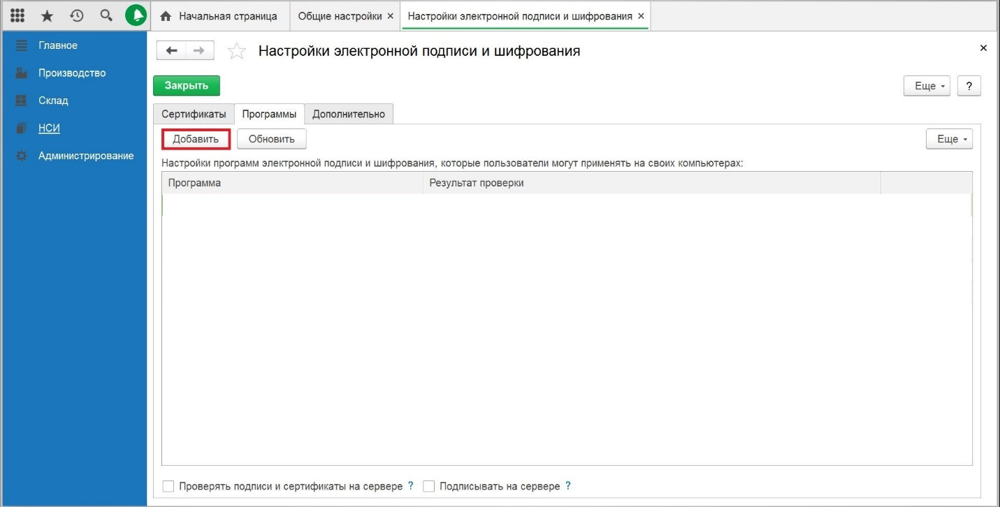 Начальная страница
Общие настройки ×
Настройки электронной подписи и шифрования ×
Главное
Производство
Склад
НСИ
Администрирование
Настройки электронной подписи и шифрования
×
Закрыть
Еще
?
Сертификаты
Программы
Дополнительно
Добавить
Обновить
Еще
Настройки программ электронной подписи и шифрования, которые пользователи могут применять на своих компьютерах:
Программа
Результат проверки
Проверять подписи и сертификаты на сервере ?
Подписывать на сервере ?